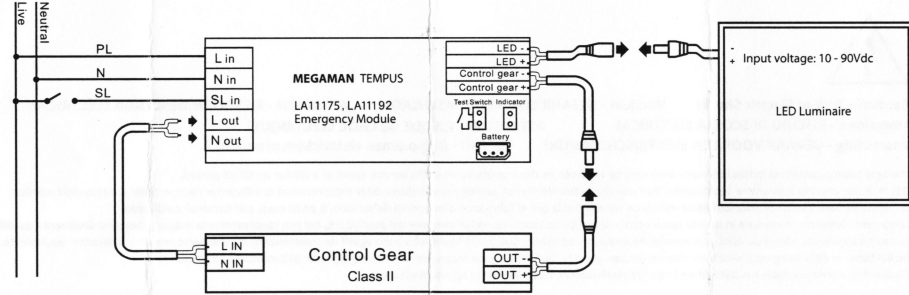 Live
Neutral
PL
N
SL
L in
N in
SL in
L out
N out
MEGAMAN TEMPUS
LA11175, LA11192
Emergency Module
LED -
LED +
Control gear -
Control gear +
Test Switch Indicator
Battery
- 
+ Input voltage: 10 - 90Vdc
LED Luminaire
L IN
N IN
Control Gear
Class II
OUT -
OUT +